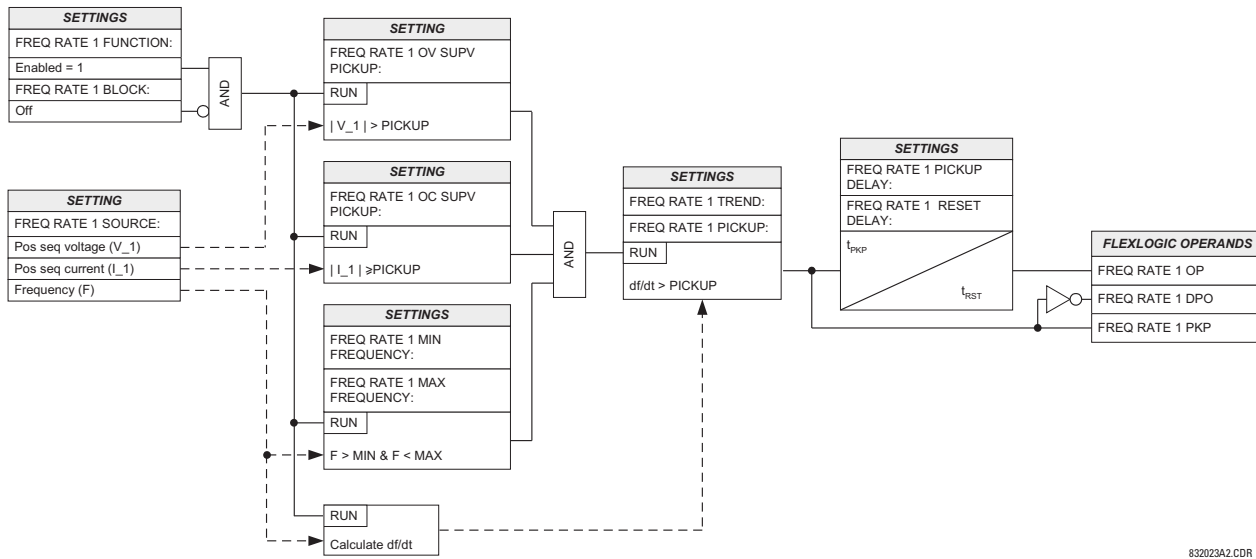 SETTINGS
FREQ RATE 1 FUNCTION:
Enabled = 1
FREQ RATE 1 BLOCK:
Off
AND
SETTING
FREQ RATE 1 SOURCE:
Pos seq voltage (V_1)
Pos seq current (I_1)
Frequency (F)
SETTING
FREQ RATE 1 OV SUPV
PICKUP:
RUN
| V_1 | > PICKUP
SETTING
FREQ RATE 1 OC SUPV
PICKUP:
RUN
| I_1 | ≥PICKUP
SETTINGS
FREQ RATE 1 MIN
FREQUENCY:
FREQ RATE 1 MAX
FREQUENCY:
RUN
F > MIN & F < MAX
RUN
Calculate df/dt
AND
SETTINGS
FREQ RATE 1 TREND:
FREQ RATE 1 PICKUP:
RUN
df/dt > PICKUP
SETTINGS
FREQ RATE 1 PICKUP
DELAY:
FREQ RATE 1 RESET
DELAY:
tPKP
tRST
FLEXLOGIC OPERANDS
FREQ RATE 1 OP
FREQ RATE 1 DPO
FREQ RATE 1 PKP
832023A2.CDR